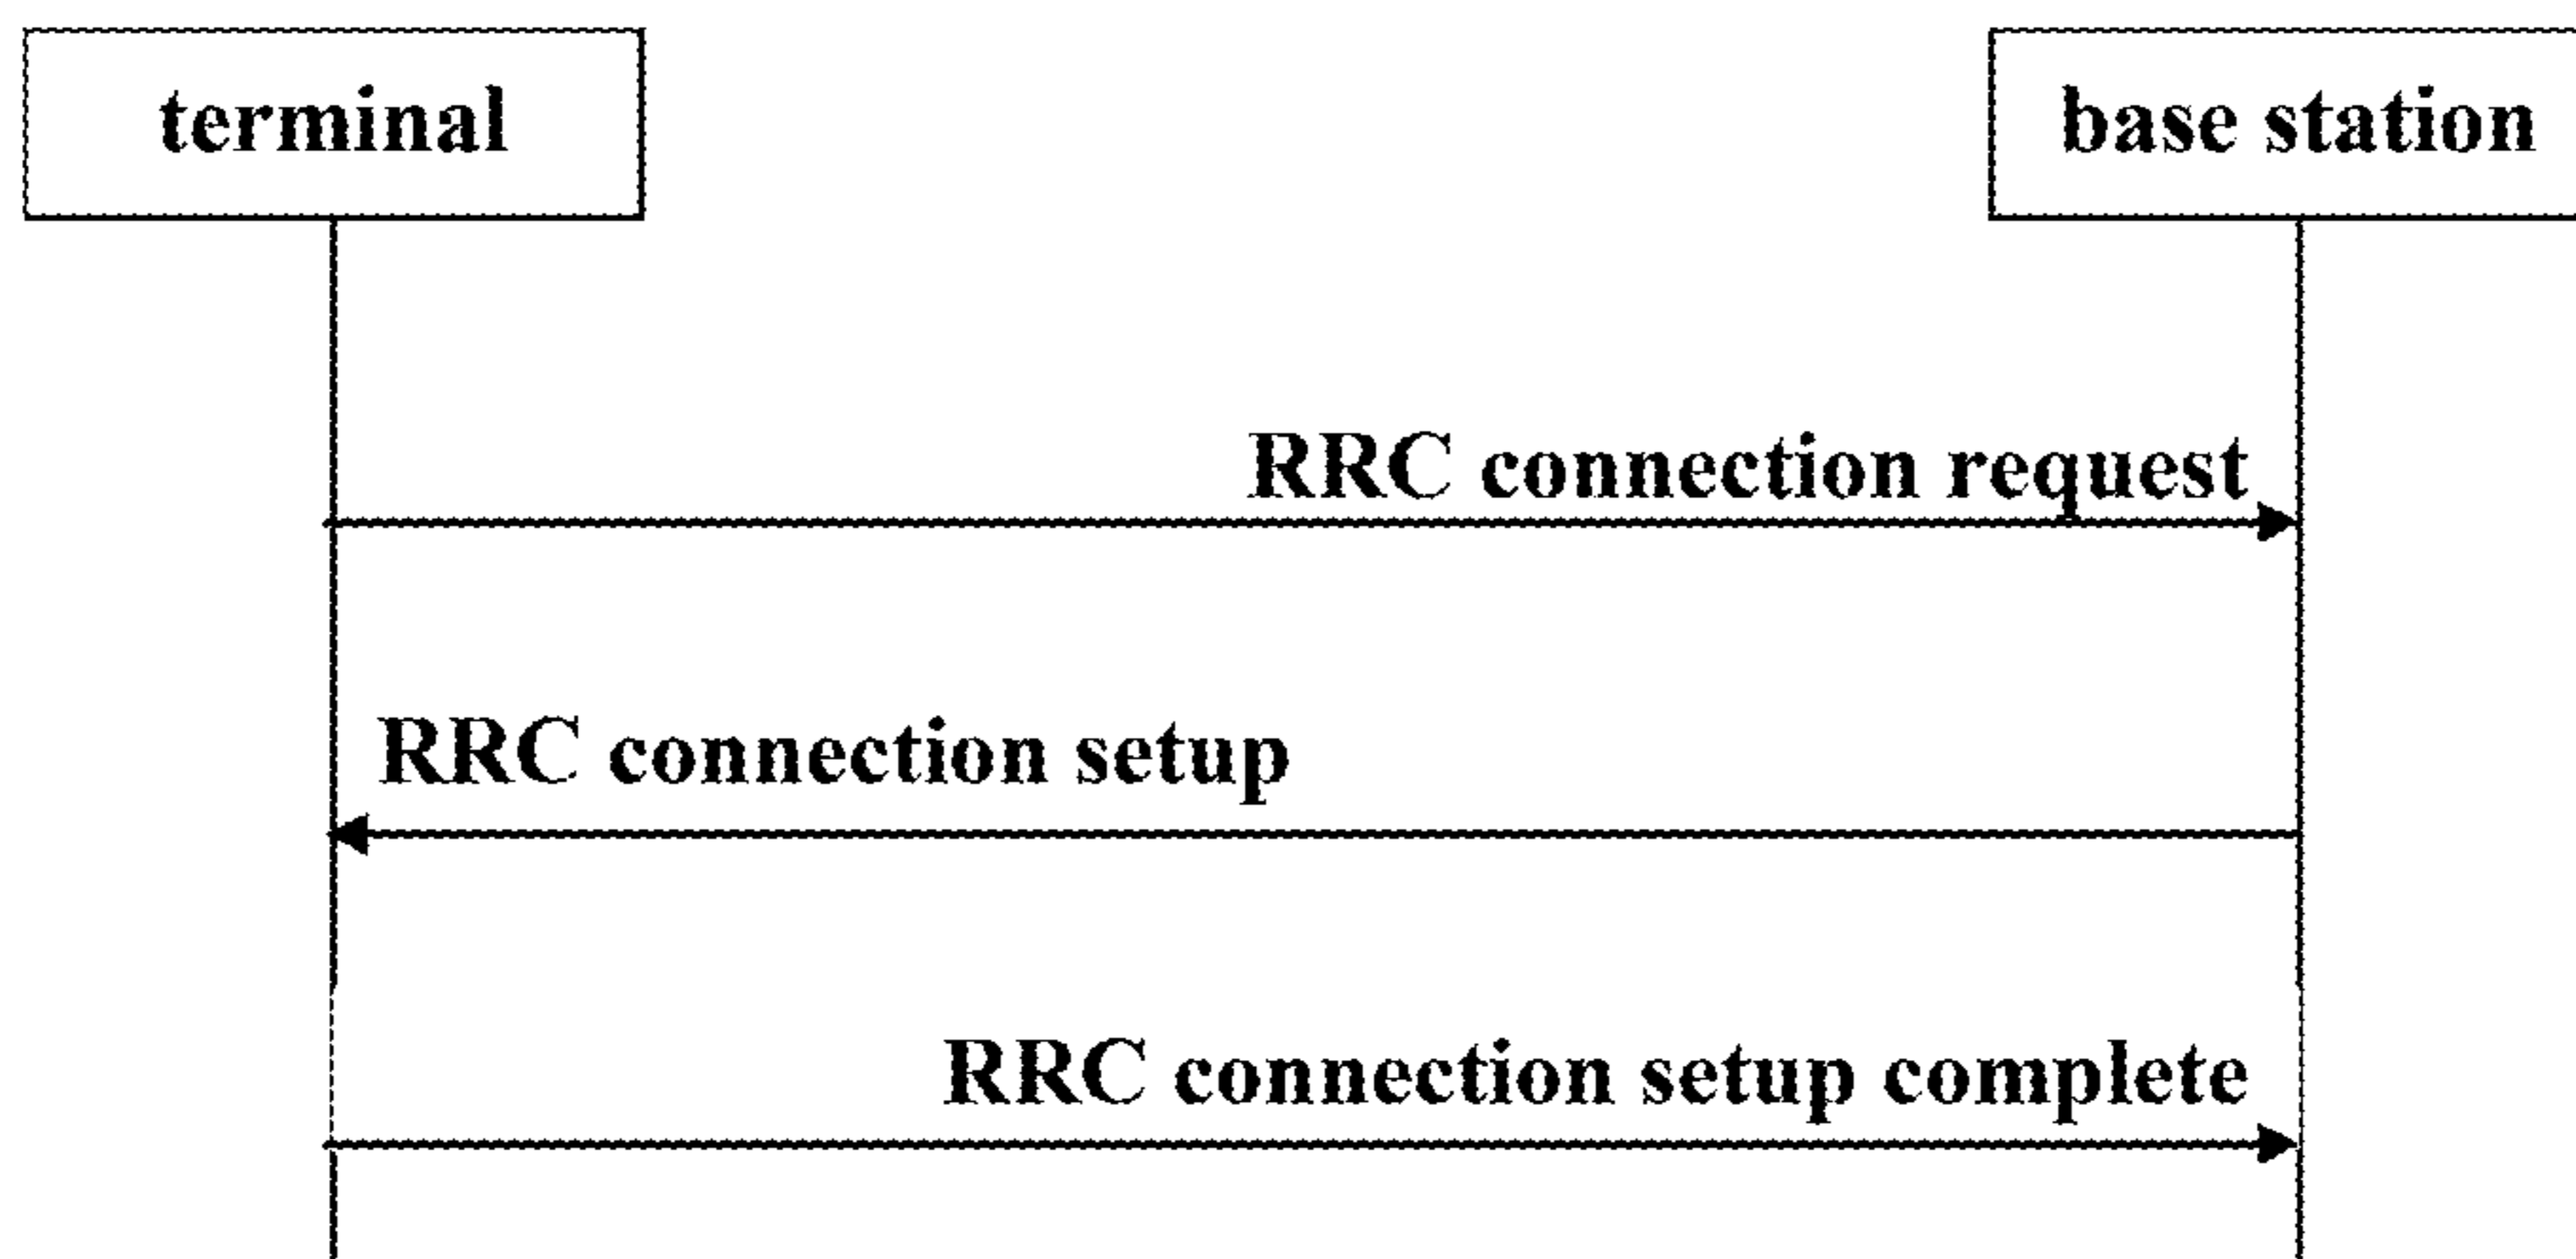 terminal
base station
RRC connection request
RRC connection setup
RRC connection setup complete